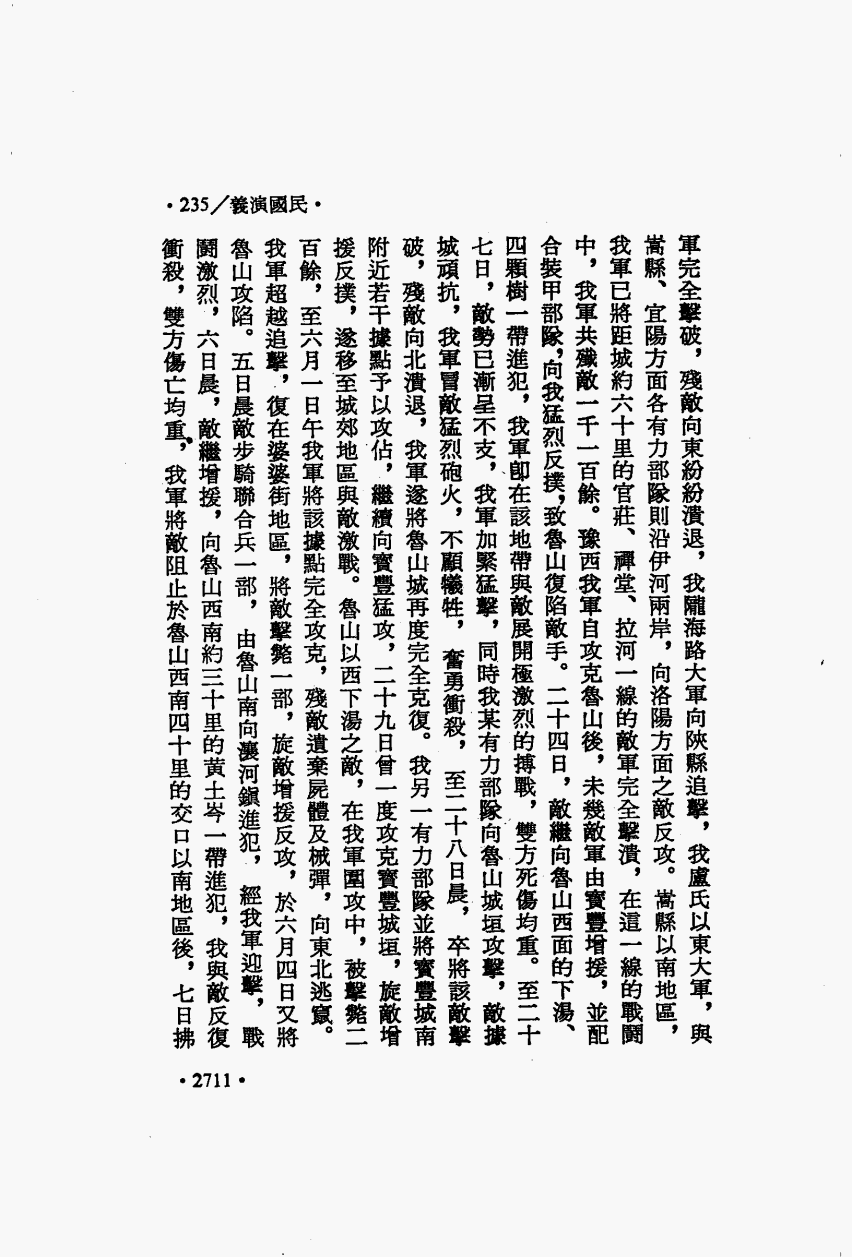 •235／義演國民•
軍完全擊破，殘敵向東紛紛潰退，我隴海路大軍向陝縣追擊，我盧氏以東大軍，與
嵩縣、宜陽方面各有力部隊則沿伊河兩岸，向洛陽方面之敵反攻。嵩縣以南地區，
我軍已將距城約六十里的官莊、禪堂、拉河一線的敵軍完全擊潰，在這一線的戰鬪
中，我軍共殲敵一千一百餘。豫西我軍自攻克魯山後，未幾敵軍由寶豐增援，並配
合裝甲部隊，向我猛烈反撲，致魯山復陷敵手。二十四日，敵繼向魯山西面的下湯、
四顆樹一帶進犯，我軍卽在該地帶與敵展開極激烈的搏戰，雙方死傷均重。至二十
七日，敵勢已漸呈不支，我軍加緊猛擊，同時我某有力部隊向魯山城垣攻擊，敵據
城頑抗，我軍冒敵猛烈砲火，不顧犧牲，奮勇衝殺，至二十八日晨，卒將該敵擊
破，殘敵向北潰退，我軍遂將魯山城再度完全克復。我另一有力部隊並將寶豐城南
附近若干據點予以攻佔，繼續向寶豐猛攻，二十九日曾一度攻克寶豐城垣，旋敵增
援反撲，遂移至城郊地區與敵激戰。魯山以西下湯之敵，在我軍圍攻中，被擊斃二
百餘，至六月一日午我軍將該據點完全攻克，殘敵遺棄屍體及械彈，向東北逃竄。
我軍超越追擊，復在婆婆街地區，將敵擊斃一部，旋敵增援反攻，於六月四日又將
魯山攻陷。五日晨敵步騎聯合兵一部，由魯山南向瀼河鎭進犯，經我軍迎擊，戰
鬪激烈，六日晨，敵繼增援，向魯山西南約三十里的黃土岑一帶進犯，我與敵反復
衝殺，雙方傷亡均重，我軍將敵阻止於魯山西南四十里的交口以南地區後，七日拂
•2711•